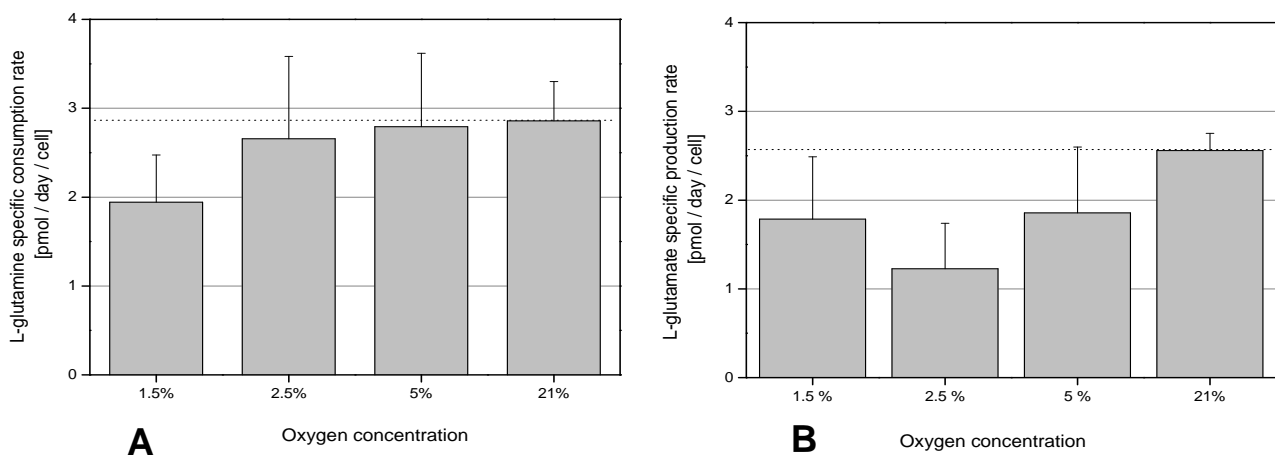 L-glutamine specific consumption rate
[pmol / day / cell]
4
3
2
1
0
1.5%
2.5%
5%
21%
A
Oxygen concentration
L-glutamate specific production rate
[pmol / day / cell]
4
3
2
1
0
1.5 %
2.5 %
5 %
21%
B
Oxygen concentration